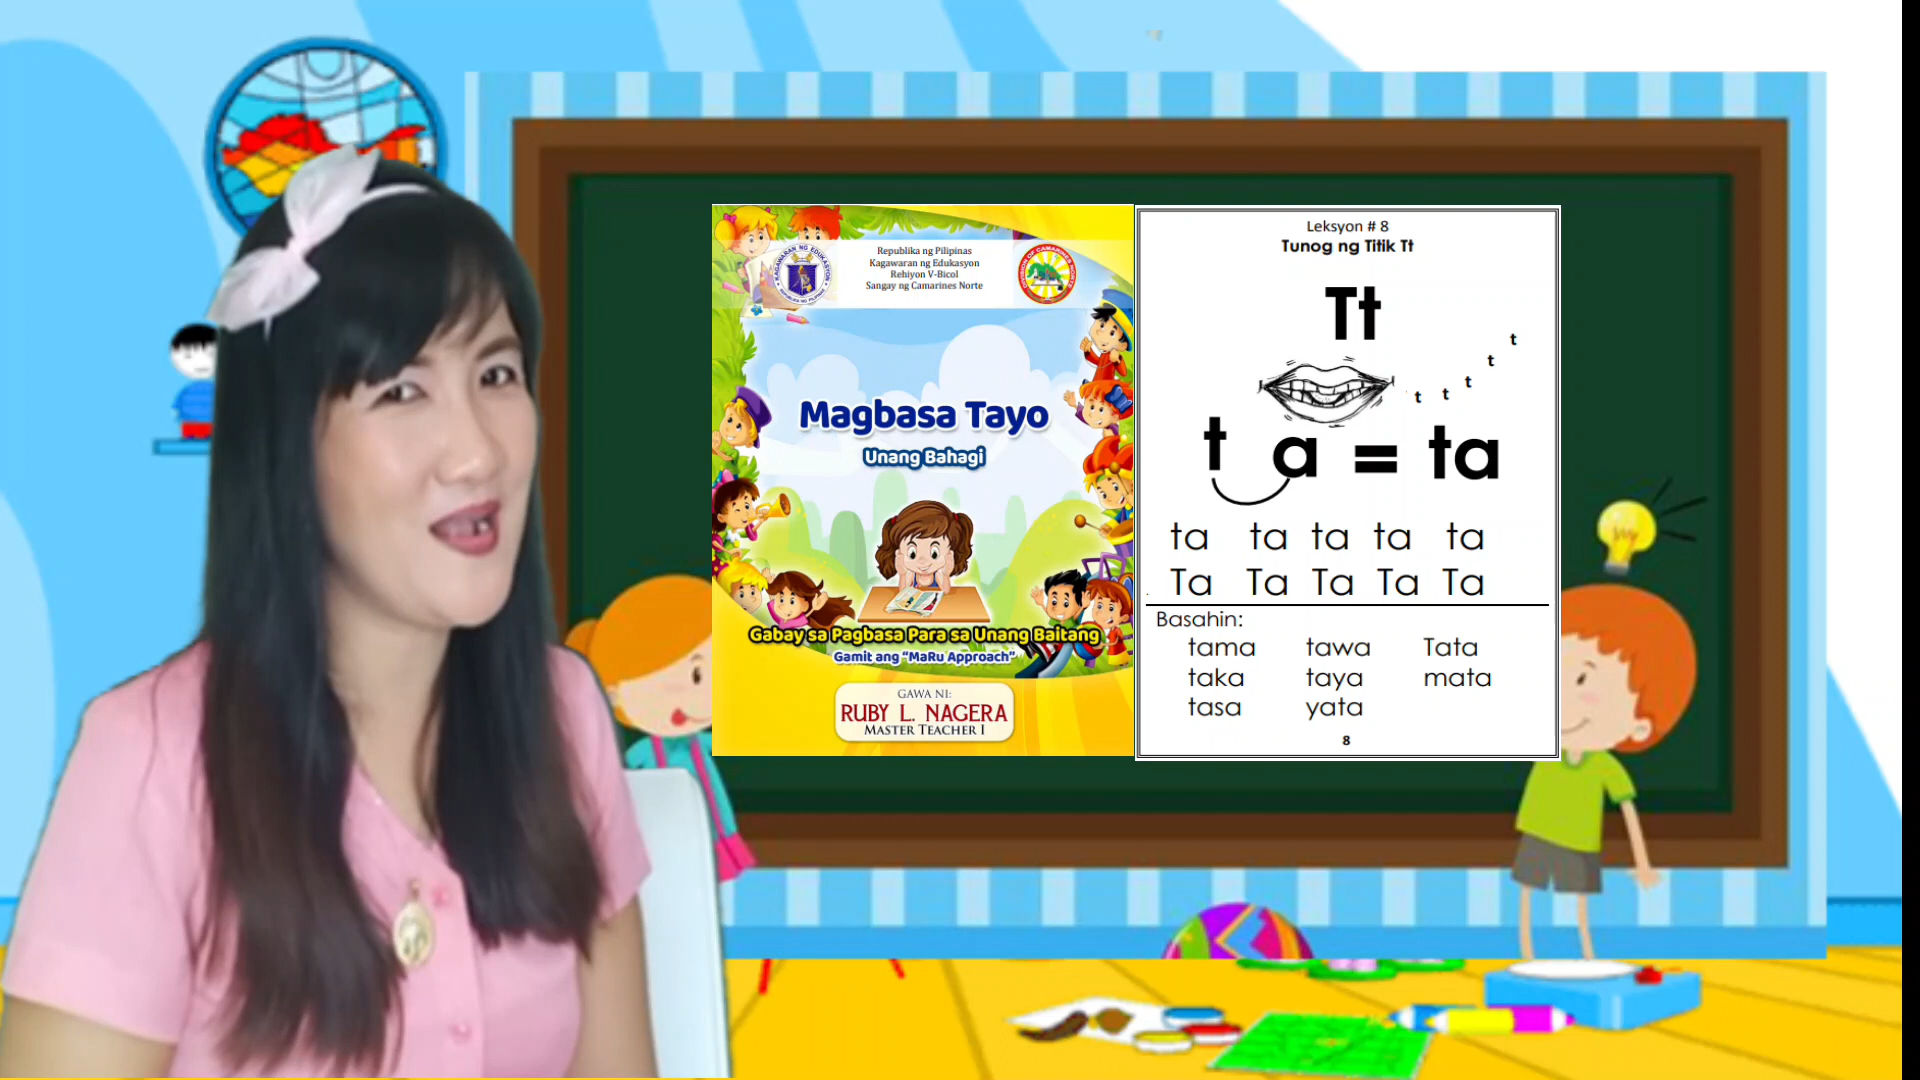 Republika ng Pilipinas
Kagawaran ng Edukasyon
Rehiyon V-Bicol
Sangay ng Camarines Norte
Magbasa Tayo
Unang Bahagi
Gabay sa Pagbasa Para sa Unang Baitang
Gamit ang “MaRu Approach”
GAWA NI:
RUBY L. NAGERA
MASTER TEACHER I
Leksyon # 8
Tunog ng Titik Tt
Tt
t t t t t
t a = ta
ta ta ta ta ta
Ta Ta Ta Ta Ta
Basahin:
tama tawa Tata
taka taya mata
tasa yata
8